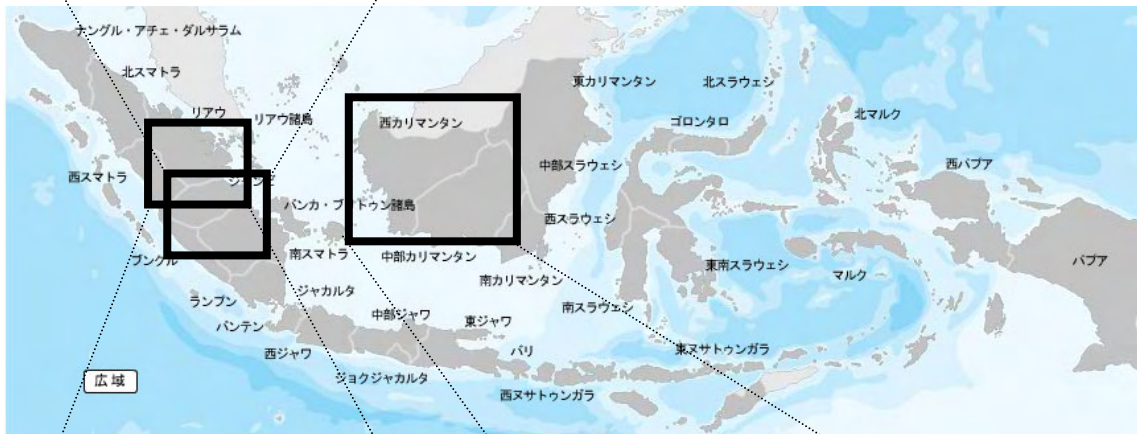 ナングル・アチェ・ダルサラム
北スマトラ
東カリマンタン
北スラウェシ
リアウ
リアウ諸島
西カリマンタン
ゴロンタロ
北マルク
西スマトラ
中部スラウェシ
西パプア
バンカ・ブリトゥン諸島
西スラウェシ
ブンクル
南スマトラ
中部カリマンタン
東南スラウェシ
マルク
パプア
南カリマンタン
ランプン
ジャカルタ
南スラウェシ
バンテン
中部ジャワ
東ジャワ
西ジャワ
バリ
東ヌサトゥンガラ
広域
ジョクジャカルタ
西ヌサトゥンガラ